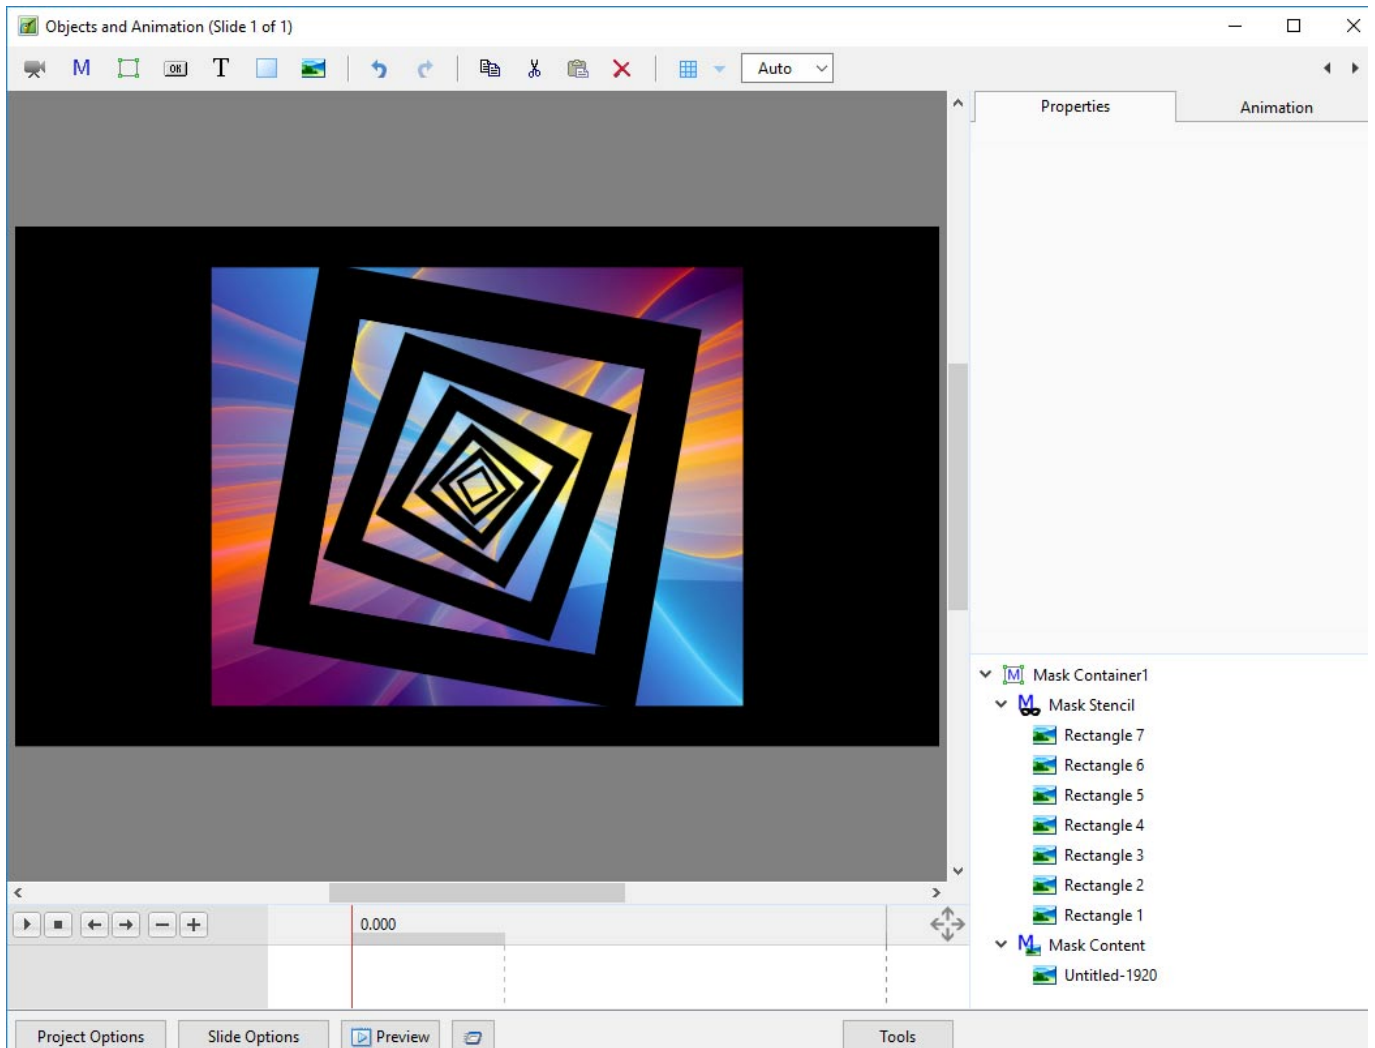 Objects and Animation (Slide 1 of 1)
M OK T Auto
Properties Animation
M Mask Container1
M Mask Stencil
Rectangle 7
Rectangle 6
Rectangle 5
Rectangle 4
Rectangle 3
Rectangle 2
Rectangle 1
M Mask Content
Untitled-1920
0.000
Project Options Slide Options Preview Tools